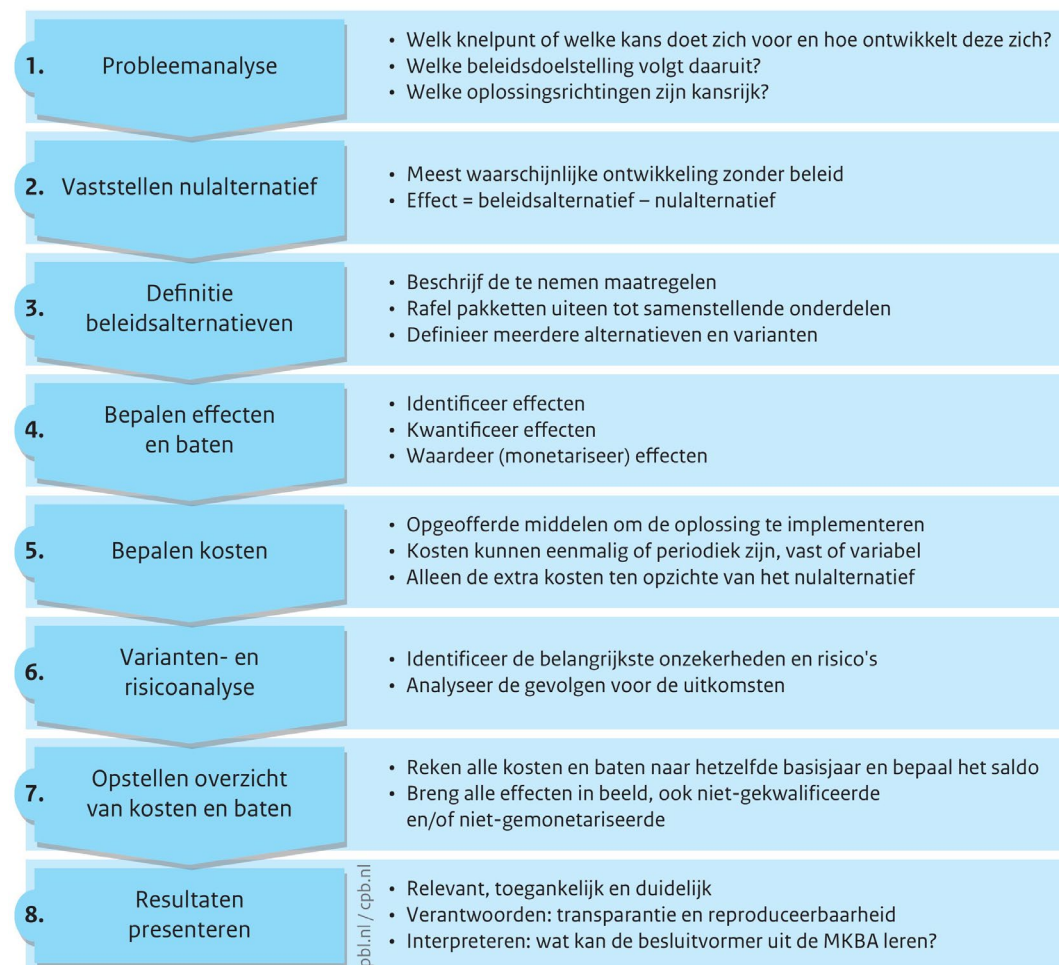 1.
Probleemanalyse
• Welk knelpunt of welke kans doet zich voor en hoe ontwikkelt deze zich?
• Welke beleidsdoelstelling volgt daaruit?
• Welke oplossingsrichtingen zijn kansrijk?
2.
Vaststellen nulalternatief
• Meest waarschijnlijke ontwikkeling zonder beleid
• Effect = beleidsalternatief – nulalternatief
3.
Definitie
beleidsalternatieven
• Beschrijf de te nemen maatregelen
• Rafel pakketten uiteen tot samenstellende onderdelen
• Definieer meerdere alternatieven en varianten
4.
Bepalen effecten
en baten
• Identificeer effecten
• Kwantificeer effecten
• Waardeer (monetariseer) effecten
5.
Bepalen kosten
• Opgeofferde middelen om de oplossing te implementeren
• Kosten kunnen eenmalig of periodiek zijn, vast of variabel
• Alleen de extra kosten ten opzichte van het nulalternatief
6.
Varianten- en
risicoanalyse
• Identificeer de belangrijkste onzekerheden en risico's
• Analyseer de gevolgen voor de uitkomsten
7.
Opstellen overzicht
van kosten en baten
• Reken alle kosten en baten naar hetzelfde basisjaar en bepaal het saldo
• Breng alle effecten in beeld, ook niet-gekwalificeerde
en/of niet-gemonetariseerde
8.
Resultaten
presenteren
pbl.nl / cpb.nl
• Relevant, toegankelijk en duidelijk
• Verantwoorden: transparantie en reproduceerbaarheid
• Interpreteren: wat kan de besluitvormer uit de MKBA leren?